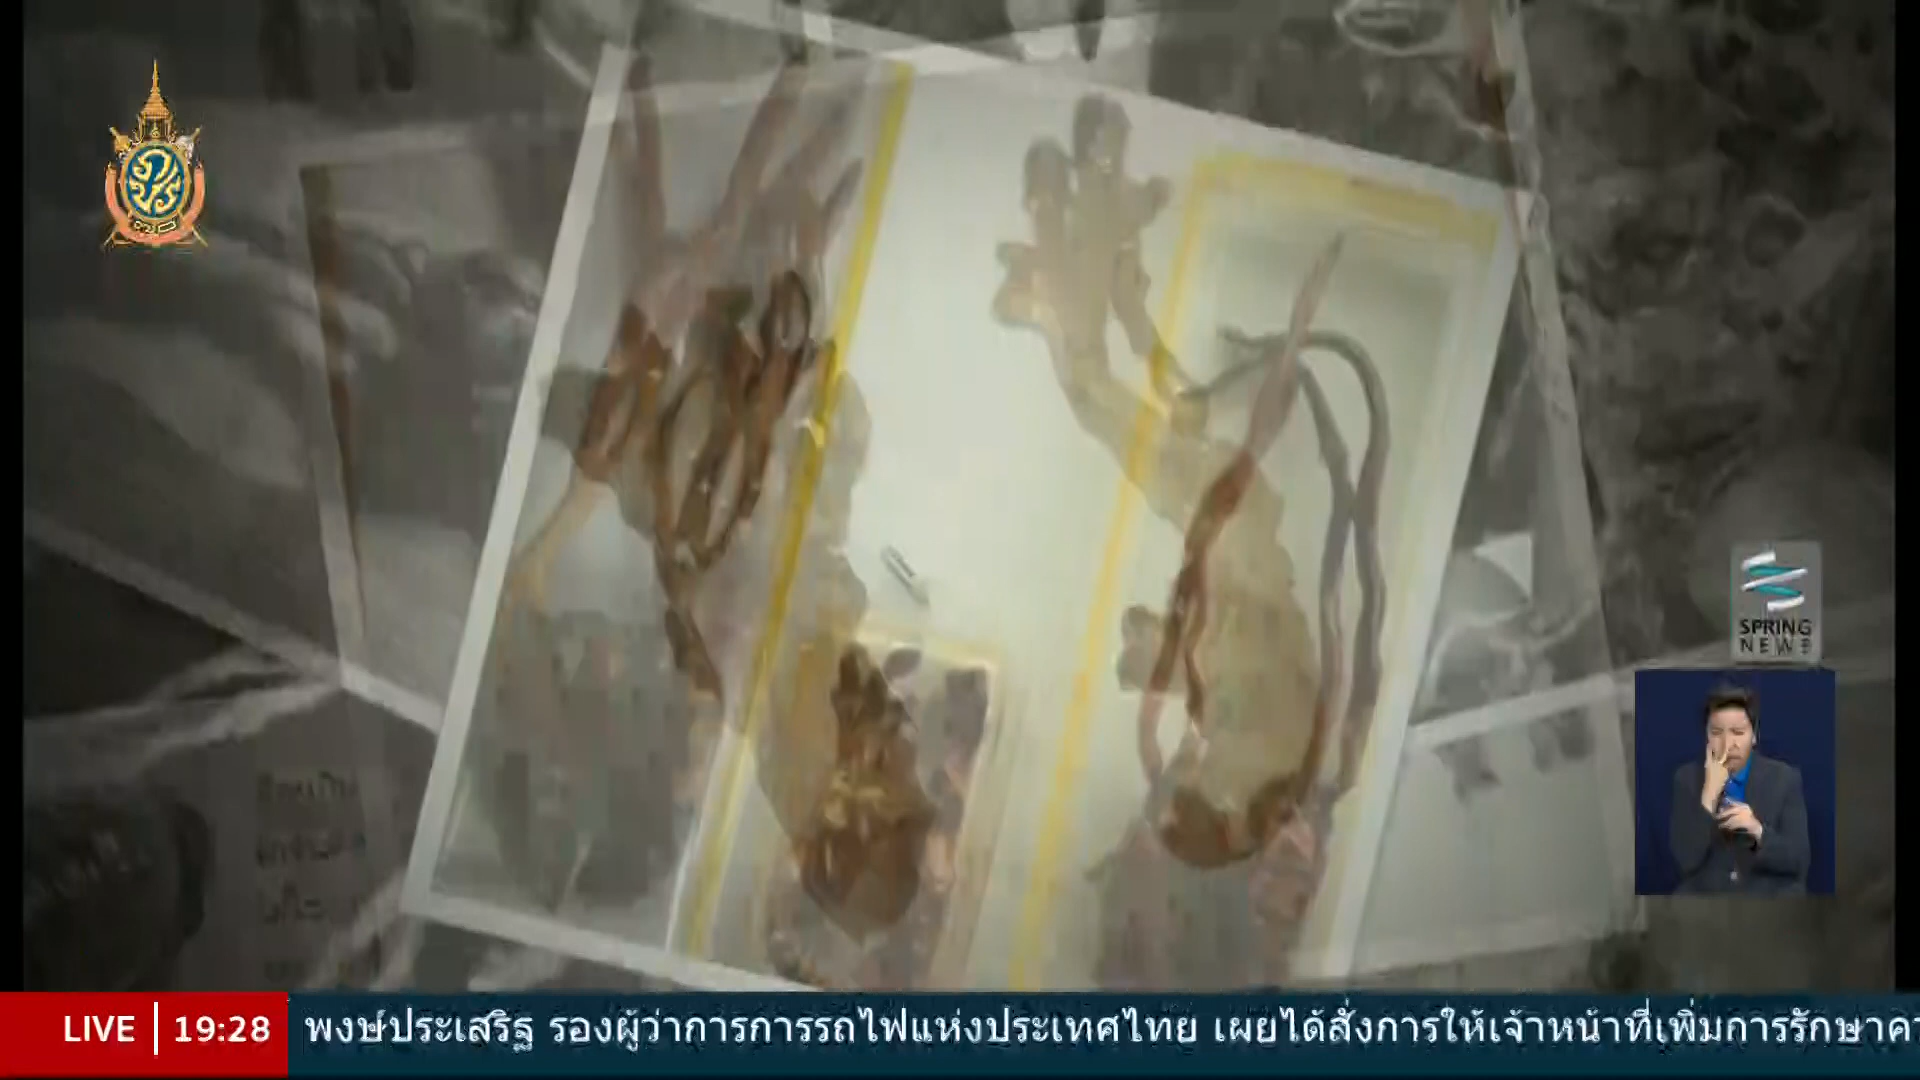 SPRING
NEWS
LIVE 19:28 พงษ์ประเสริฐ รองผู้ว่าการการรถไฟแห่งประเทศไทย เผยได้สั่งการให้เจ้าหน้าที่เพิ่มการรักษาคว